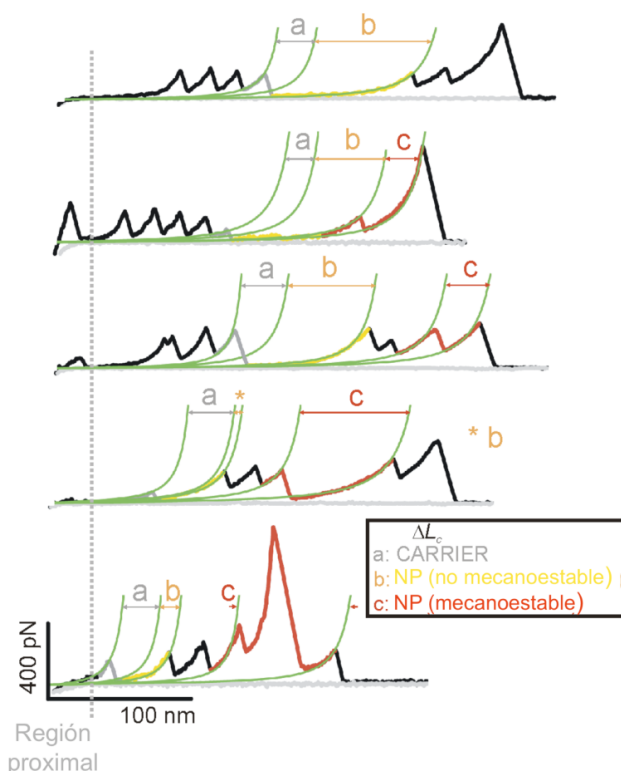 a b
a b c
a b c
a * c
* b
ΔLc
a: CARRIER
b: NP (no mecanoestable)
c: NP (mecanoestable)
a b c
400 pN
100 nm
Región
proximal